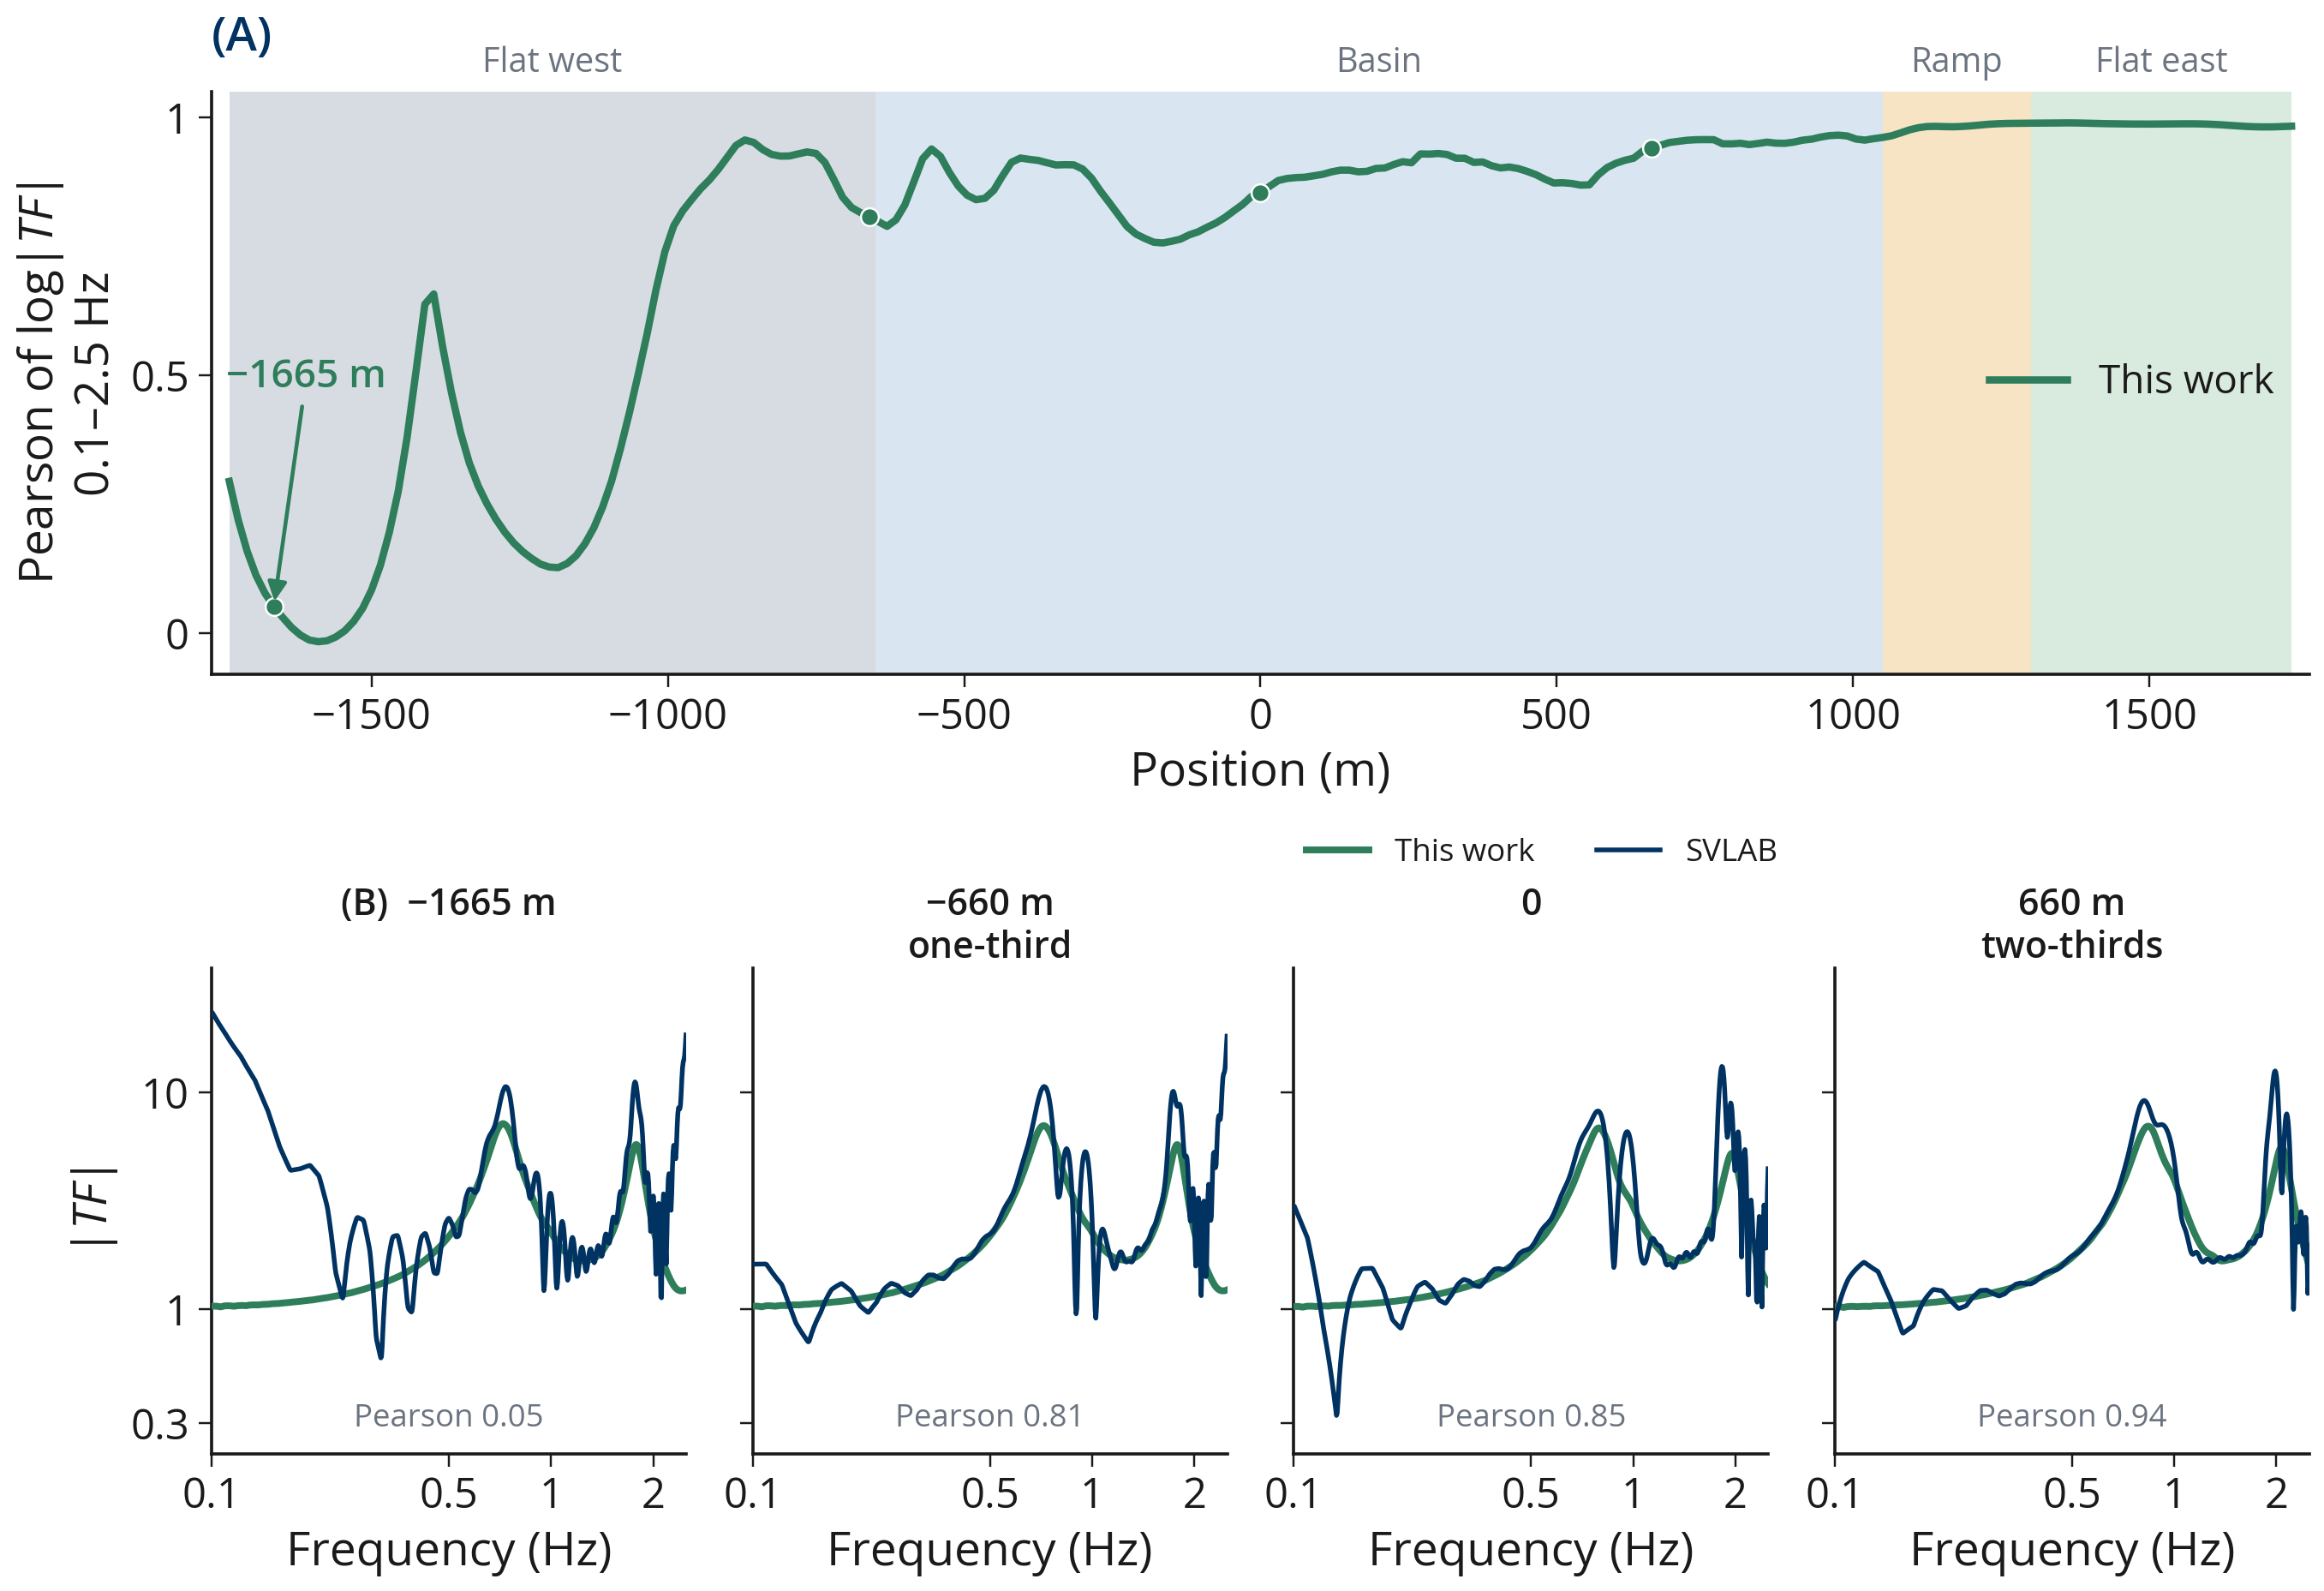 (A)
Flat west
Basin
Ramp
Flat east
Pearson of log|TF|
0.1–2.5 Hz
1
0.5
0
−1665 m
This work
−1500
−1000
−500
0
500
1000
1500
Position (m)
This work
SVLAB
(B) −1665 m
−660 m
one-third
0
660 m
two-thirds
|TF|
10
1
0.3
Pearson 0.05
Pearson 0.81
Pearson 0.85
Pearson 0.94
0.1 0.5 1 2
0.1 0.5 1 2
0.1 0.5 1 2
0.1 0.5 1 2
Frequency (Hz)
Frequency (Hz)
Frequency (Hz)
Frequency (Hz)